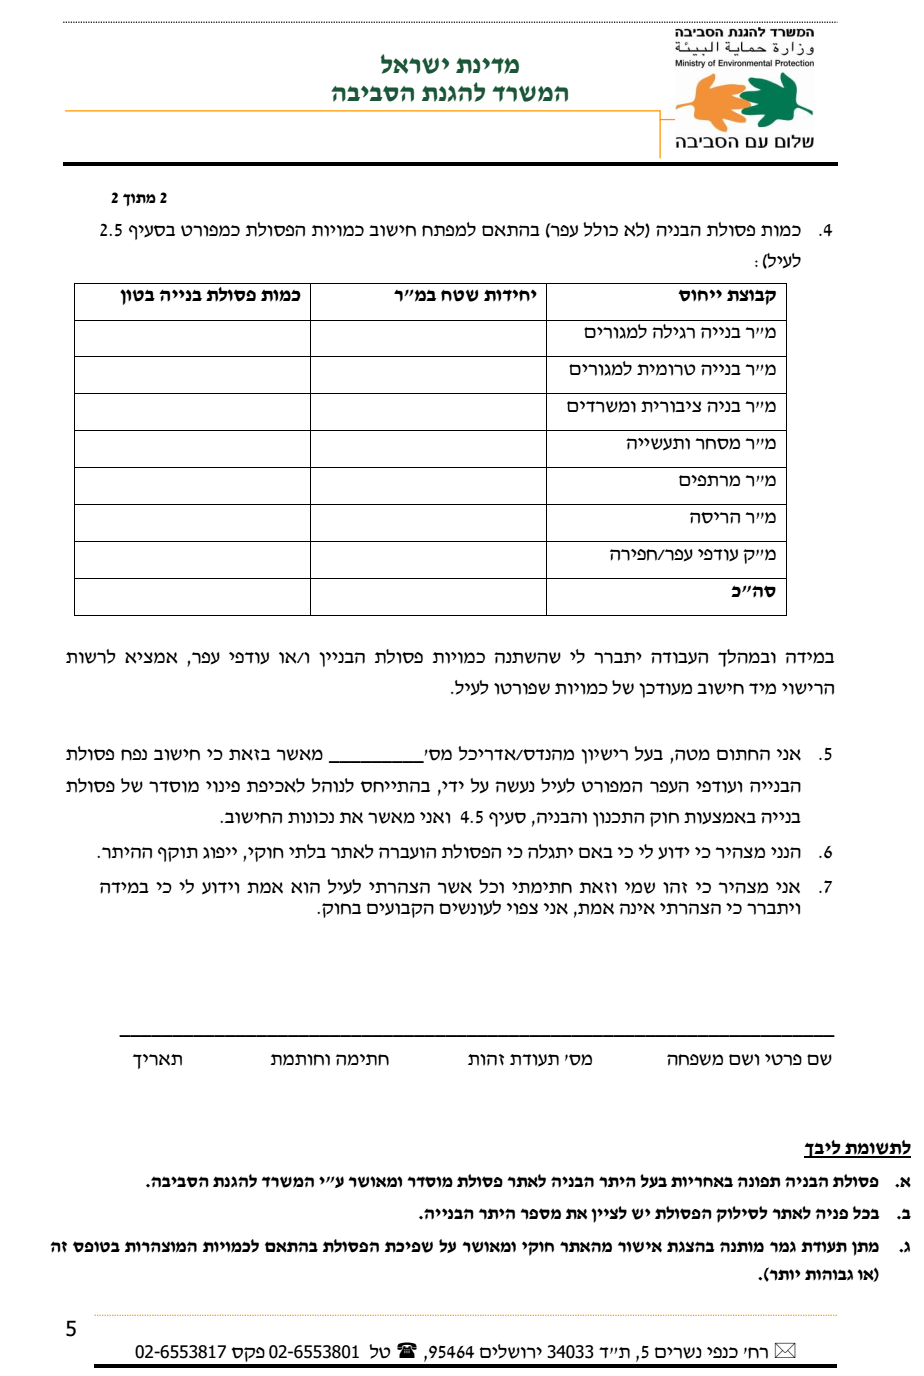 המשרד להגנת הסביבה
وزارة حماية البيئة
Ministry of Environmental Protection
שלום עם הסביבה
מדינת ישראל
המשרד להגנת הסביבה
2 מתוך 2
4. כמות פסולת הבניה (לא כולל עפר) בהתאם למפתח חישוב כמויות הפסולת כמפורט בסעיף 2.5
לעיל):
קבוצת ייחוס יחידות שטח במ״ר כמות פסולת בנייה בטון
מ״ר בנייה רגילה למגורים
מ״ר בנייה טרומית למגורים
מ״ר בניה ציבורית ומשרדים
מ״ר מסחר ותעשייה
מ״ר מרתפים
מ״ר הריסה
מ״ק עודפי עפר/חפירה
סה״כ
במידה ובמהלך העבודה יתברר לי שהשתנה כמויות פסולת הבניין ו/או עודפי עפר, אמציא לרשות
הרישוי מיד חישוב מעודכן של כמויות שפורטו לעיל.
5. אני החתום מטה, בעל רישיון מהנדס/אדריכל מס׳_________ מאשר בזאת כי חישוב נפח פסולת
הבנייה ועודפי העפר המפורט לעיל נעשה על ידי, בהתייחס לנוהל לאכיפת פינוי מוסדר של פסולת
בנייה באמצעות חוק התכנון והבניה, סעיף 4.5 ואני מאשר את נכונות החישוב.
6. הנני מצהיר כי ידוע לי כי באם יתגלה כי הפסולת הועברה לאתר בלתי חוקי, ייפוג תוקף ההיתר.
7. אני מצהיר כי זהו שמי וזאת חתימתי וכל אשר הצהרתי לעיל הוא אמת וידוע לי כי במידה
ויתברר כי הצהרתי אינה אמת, אני צפוי לעונשים הקבועים בחוק.
שם פרטי ושם משפחה מס׳ תעודת זהות חתימה וחותמת תאריך
לתשומת ליבך
א. פסולת הבניה תפונה באחריות בעל היתר הבניה לאתר פסולת מוסדר ומאושר ע״י המשרד להגנת הסביבה.
ב. בכל פניה לאתר לסילוק הפסולת יש לציין את מספר היתר הבנייה.
ג. מתן תעודת גמר מותנה בהצגת אישור מהאתר חוקי ומאושר על שפיכת הפסולת בהתאם לכמויות המוצהרות בטופס זה
(או גבוהות יותר).
5
רח׳ כנפי נשרים 5, ת״ד 34033 ירושלים 95464, טל 02-6553801 פקס 02-6553817